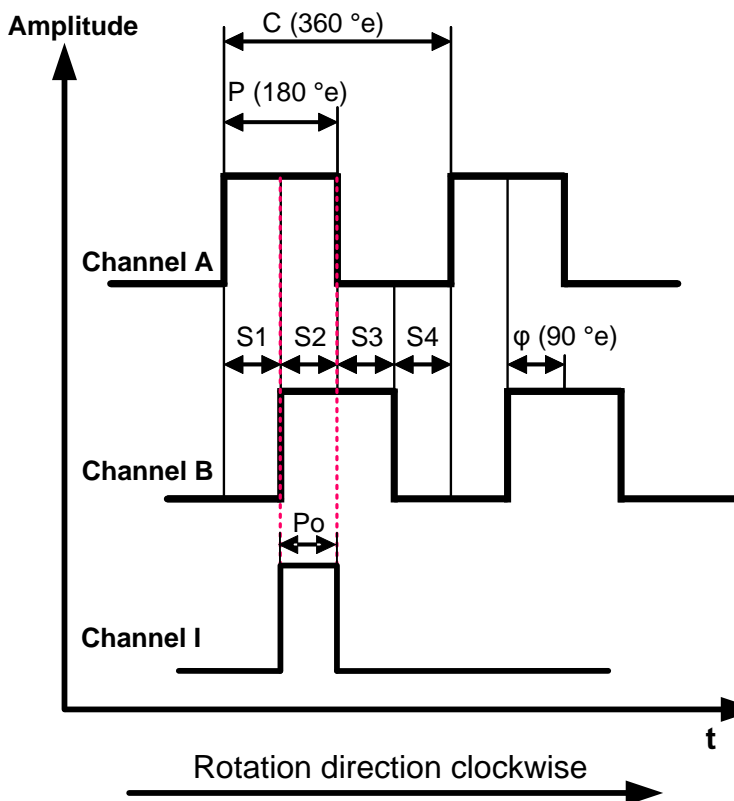 Amplitude
C (360 °e)
P (180 °e)
Channel A
S1 S2 S3 S4 φ (90 °e)
Channel B
Po
Channel I
t
Rotation direction clockwise